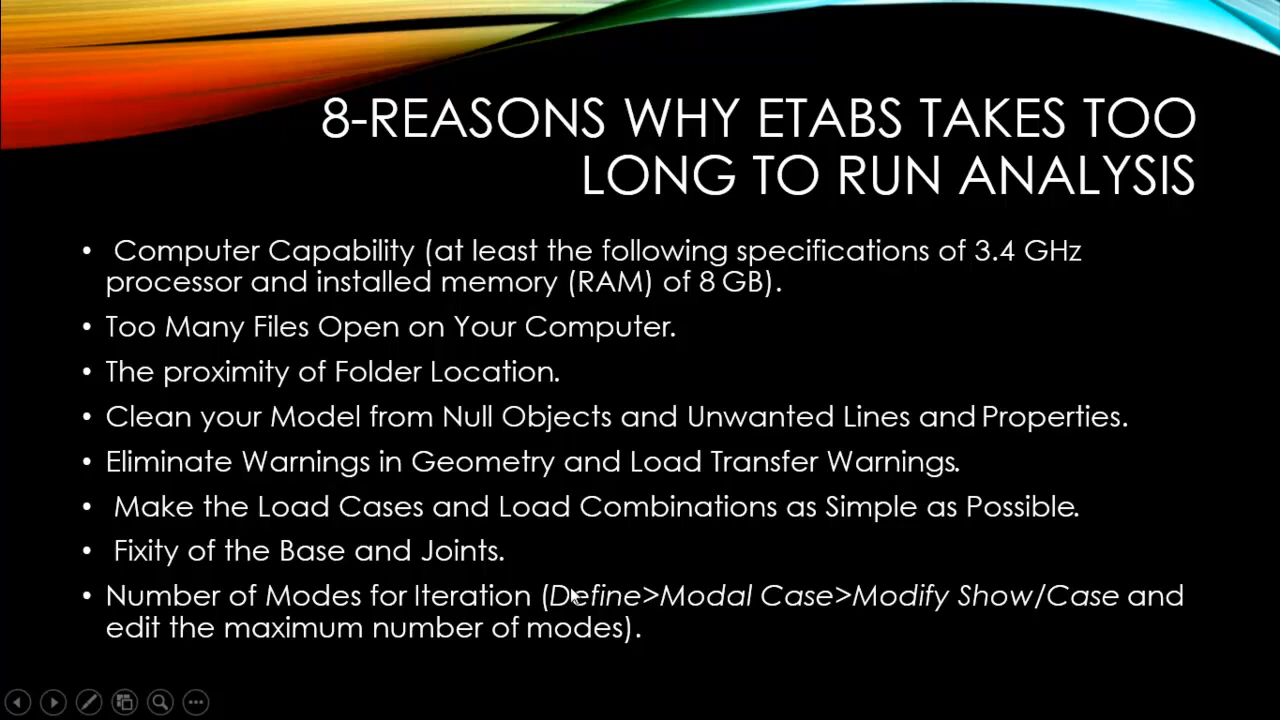 8-REASONS WHY ETABS TAKES TOO
LONG TO RUN ANALYSIS
• Computer Capability (at least the following specifications of 3.4 GHz
processor and installed memory (RAM) of 8 GB).
• Too Many Files Open on Your Computer.
• The proximity of Folder Location.
• Clean your Model from Null Objects and Unwanted Lines and Properties.
• Eliminate Warnings in Geometry and Load Transfer Warnings.
• Make the Load Cases and Load Combinations as Simple as Possible.
• Fixity of the Base and Joints.
• Number of Modes for Iteration (Define>Modal Case>Modify Show/Case and
edit the maximum number of modes).